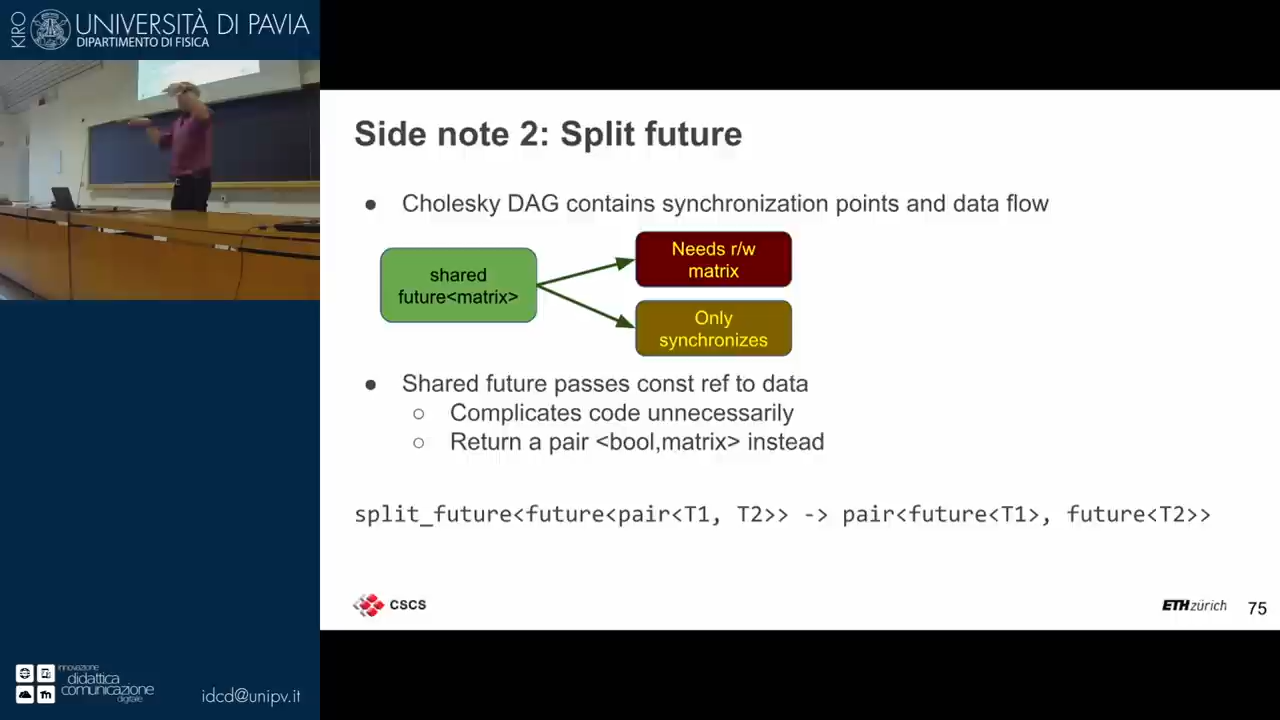 KIRO
UNIVERSITÀ DI PAVIA
DIPARTIMENTO DI FISICA
Side note 2: Split future
● Cholesky DAG contains synchronization points and data flow
shared
future<matrix>
Needs r/w
matrix
Only
synchronizes
● Shared future passes const ref to data
○ Complicates code unnecessarily
○ Return a pair <bool,matrix> instead
split_future<future<pair<T1, T2>> -> pair<future<T1>, future<T2>>
CSCS
ETH zürich
75
innovazione
didattica
comunicazione
digitale
idcd@unipv.it